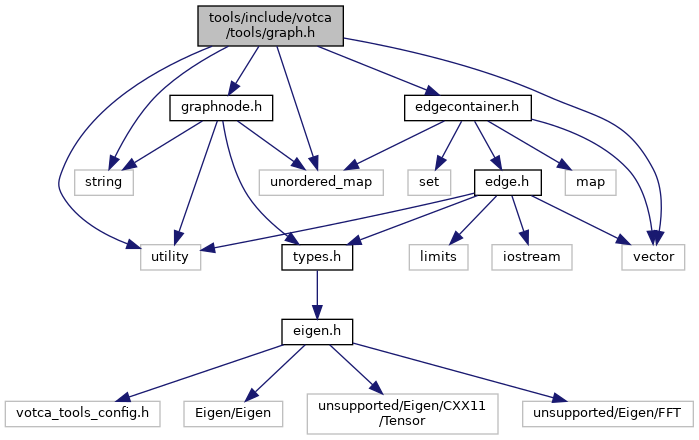 tools/include/votca
/tools/graph.h
graphnode.h
edgecontainer.h
string
unordered_map
set
edge.h
map
utility
types.h
limits
iostream
vector
eigen.h
votca_tools_config.h
Eigen/Eigen
unsupported/Eigen/CXX11
/Tensor
unsupported/Eigen/FFT